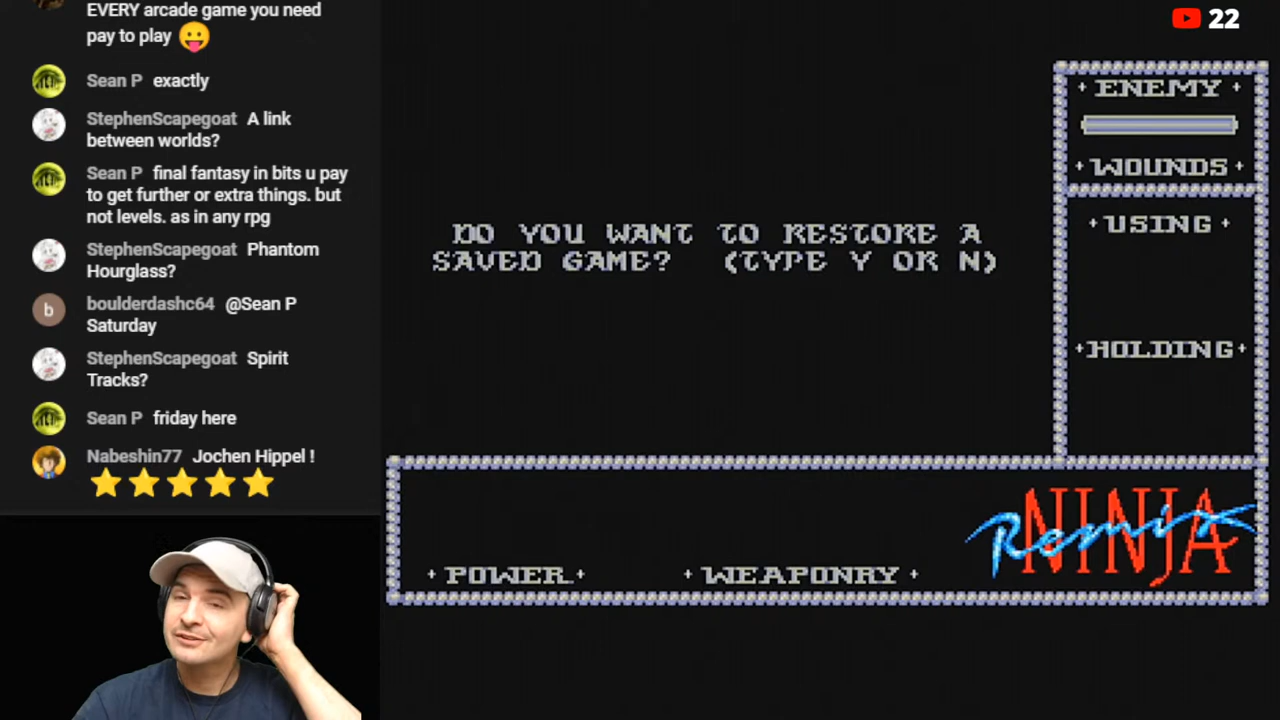 EVERY arcade game you need
pay to play 😛
Sean P exactly
StephenScapegoat A link
between worlds?
Sean P final fantasy in bits u pay
to get further or extra things. but
not levels. as in any rpg
StephenScapegoat Phantom
Hourglass?
b boulderdashc64 @Sean P
Saturday
StephenScapegoat Spirit
Tracks?
Sean P friday here
Nabeshin77 Jochen Hippel !
⭐⭐⭐⭐⭐
22
ENEMY
WOUNDS
USING
HOLDING
DO YOU WANT TO RESTORE A
SAVED GAME? (TYPE Y OR N)
POWER
WEAPONRY
NINJA
Remix